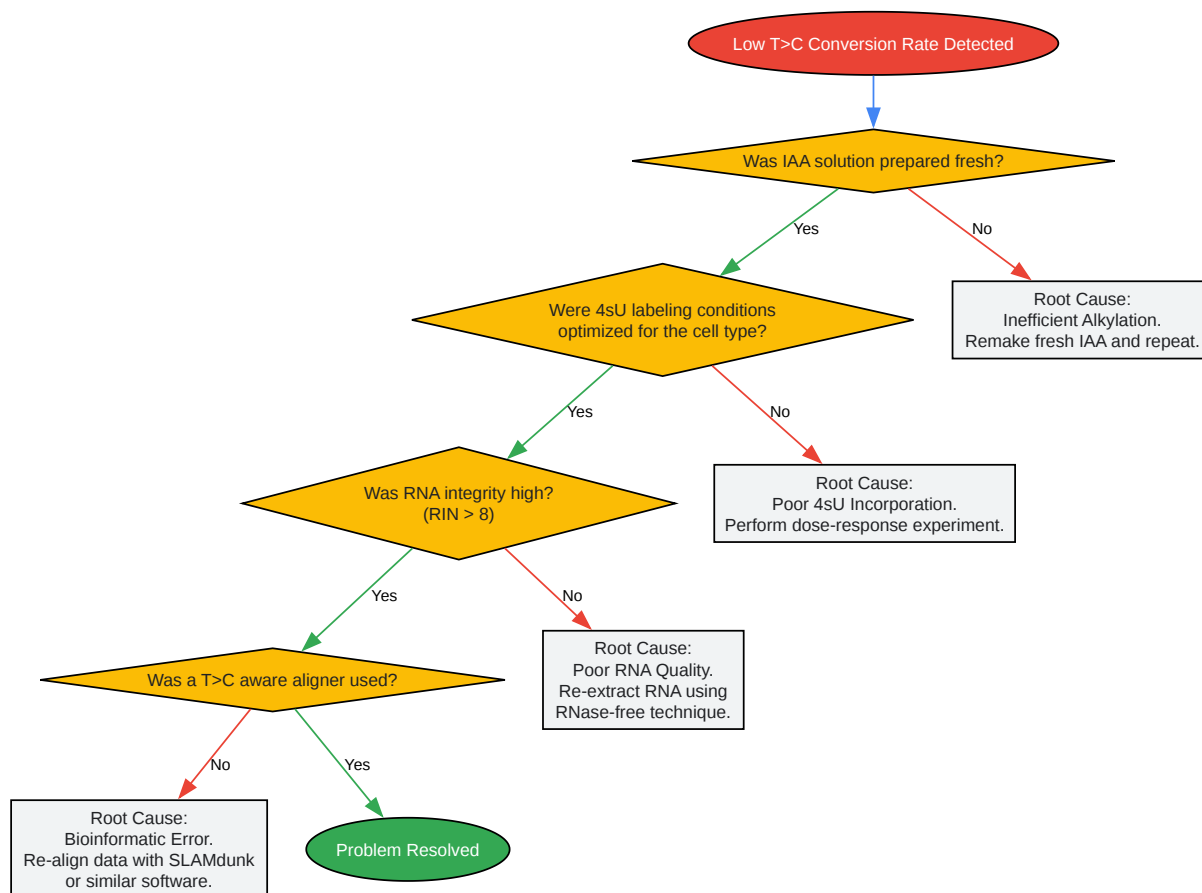 Low T>C Conversion Rate Detected
Was IAA solution prepared fresh?
Yes
No
Were 4sU labeling conditions
optimized for the cell type?
Root Cause:
Inefficient Alkylation.
Remake fresh IAA and repeat.
Yes
No
Was RNA integrity high?
(RIN > 8)
Root Cause:
Poor 4sU Incorporation.
Perform dose-response experiment.
Yes
No
Was a T>C aware aligner used?
Root Cause:
Poor RNA Quality.
Re-extract RNA using
RNase-free technique.
No
Yes
Root Cause:
Bioinformatic Error.
Re-align data with SLAMdunk
or similar software.
Problem Resolved